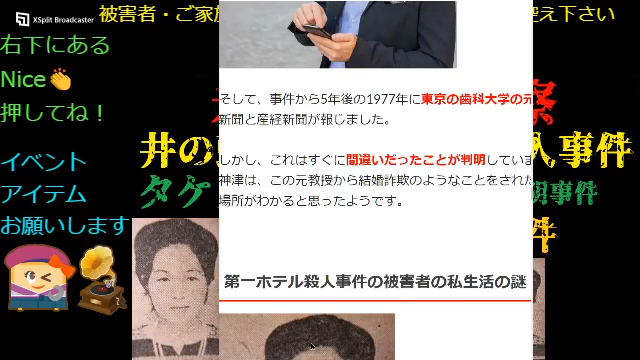 XSplit Broadcaster
被害者・ご家
控え下さい
右下にある
Nice👏
押してね！
イベント
アイテム
お願いします
井の
人事件
タケ
明事件
件
そして、事件から5年後の1977年に東京の歯科大学の元
新聞と産経新聞が報じました。
しかし、これはすぐに間違いだったことが判明していま
神津は、この元教授から結婚詐欺のようなことをされた
場所がわかると思ったようです。
第一ホテル殺人事件の被害者の私生活の謎